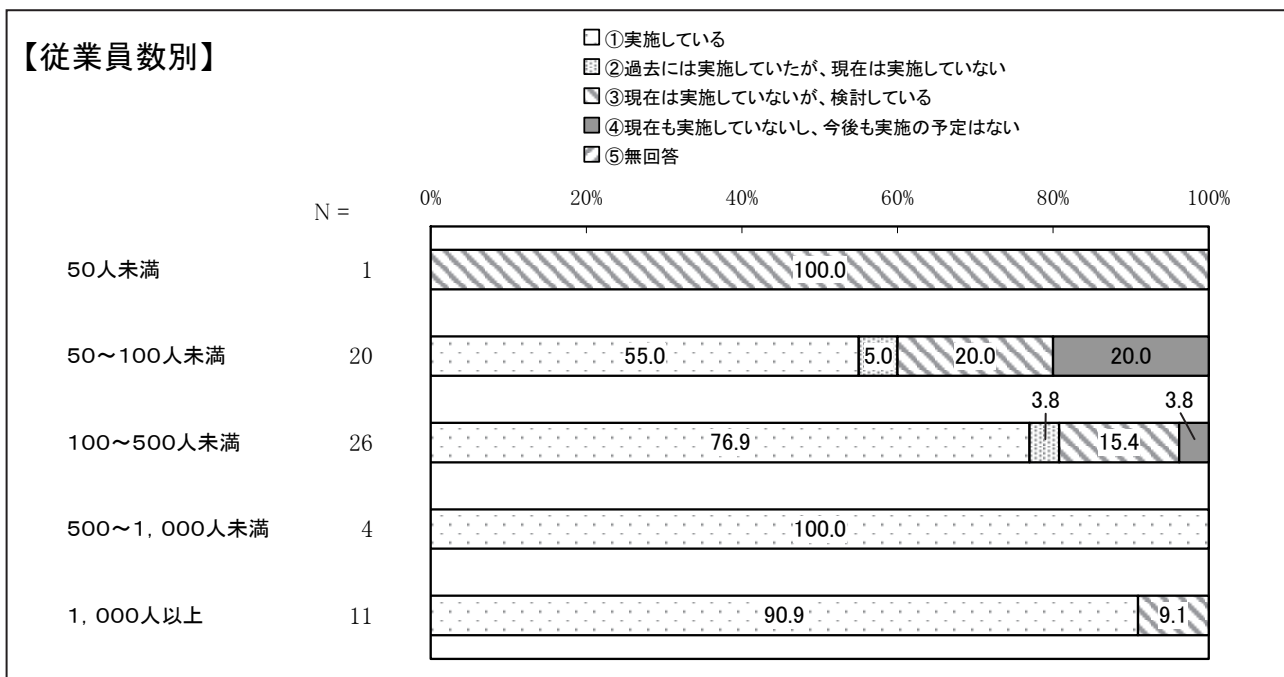 【従業員数別】
①実施している
②過去には実施していたが、現在は実施していない
③現在は実施していないが、検討している
④現在も実施していないし、今後も実施の予定はない
⑤無回答
N =
0% 20% 40% 60% 80% 100%
50人未満 1 100.0
50～100人未満 20 55.0 5.0 20.0 20.0
3.8 3.8
100～500人未満 26 76.9 15.4
500～1,000人未満 4 100.0
1,000人以上 11 90.9 9.1